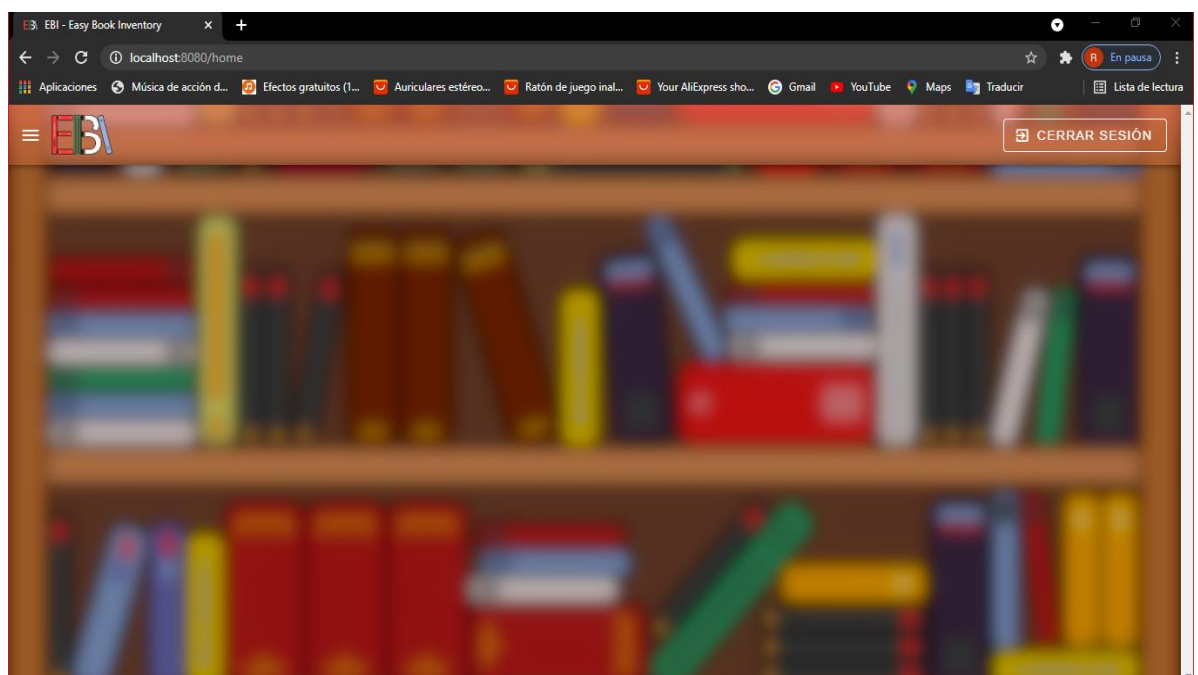 EBI EBI - Easy Book Inventory
localhost:8080/home
R En pausa
Aplicaciones Música de acción d... Efectos gratuitos (1... Auriculares estéreo... Ratón de juego inal... Your AliExpress sho... Gmail YouTube Maps Traducir Lista de lectura
EBI CERRAR SESIÓN